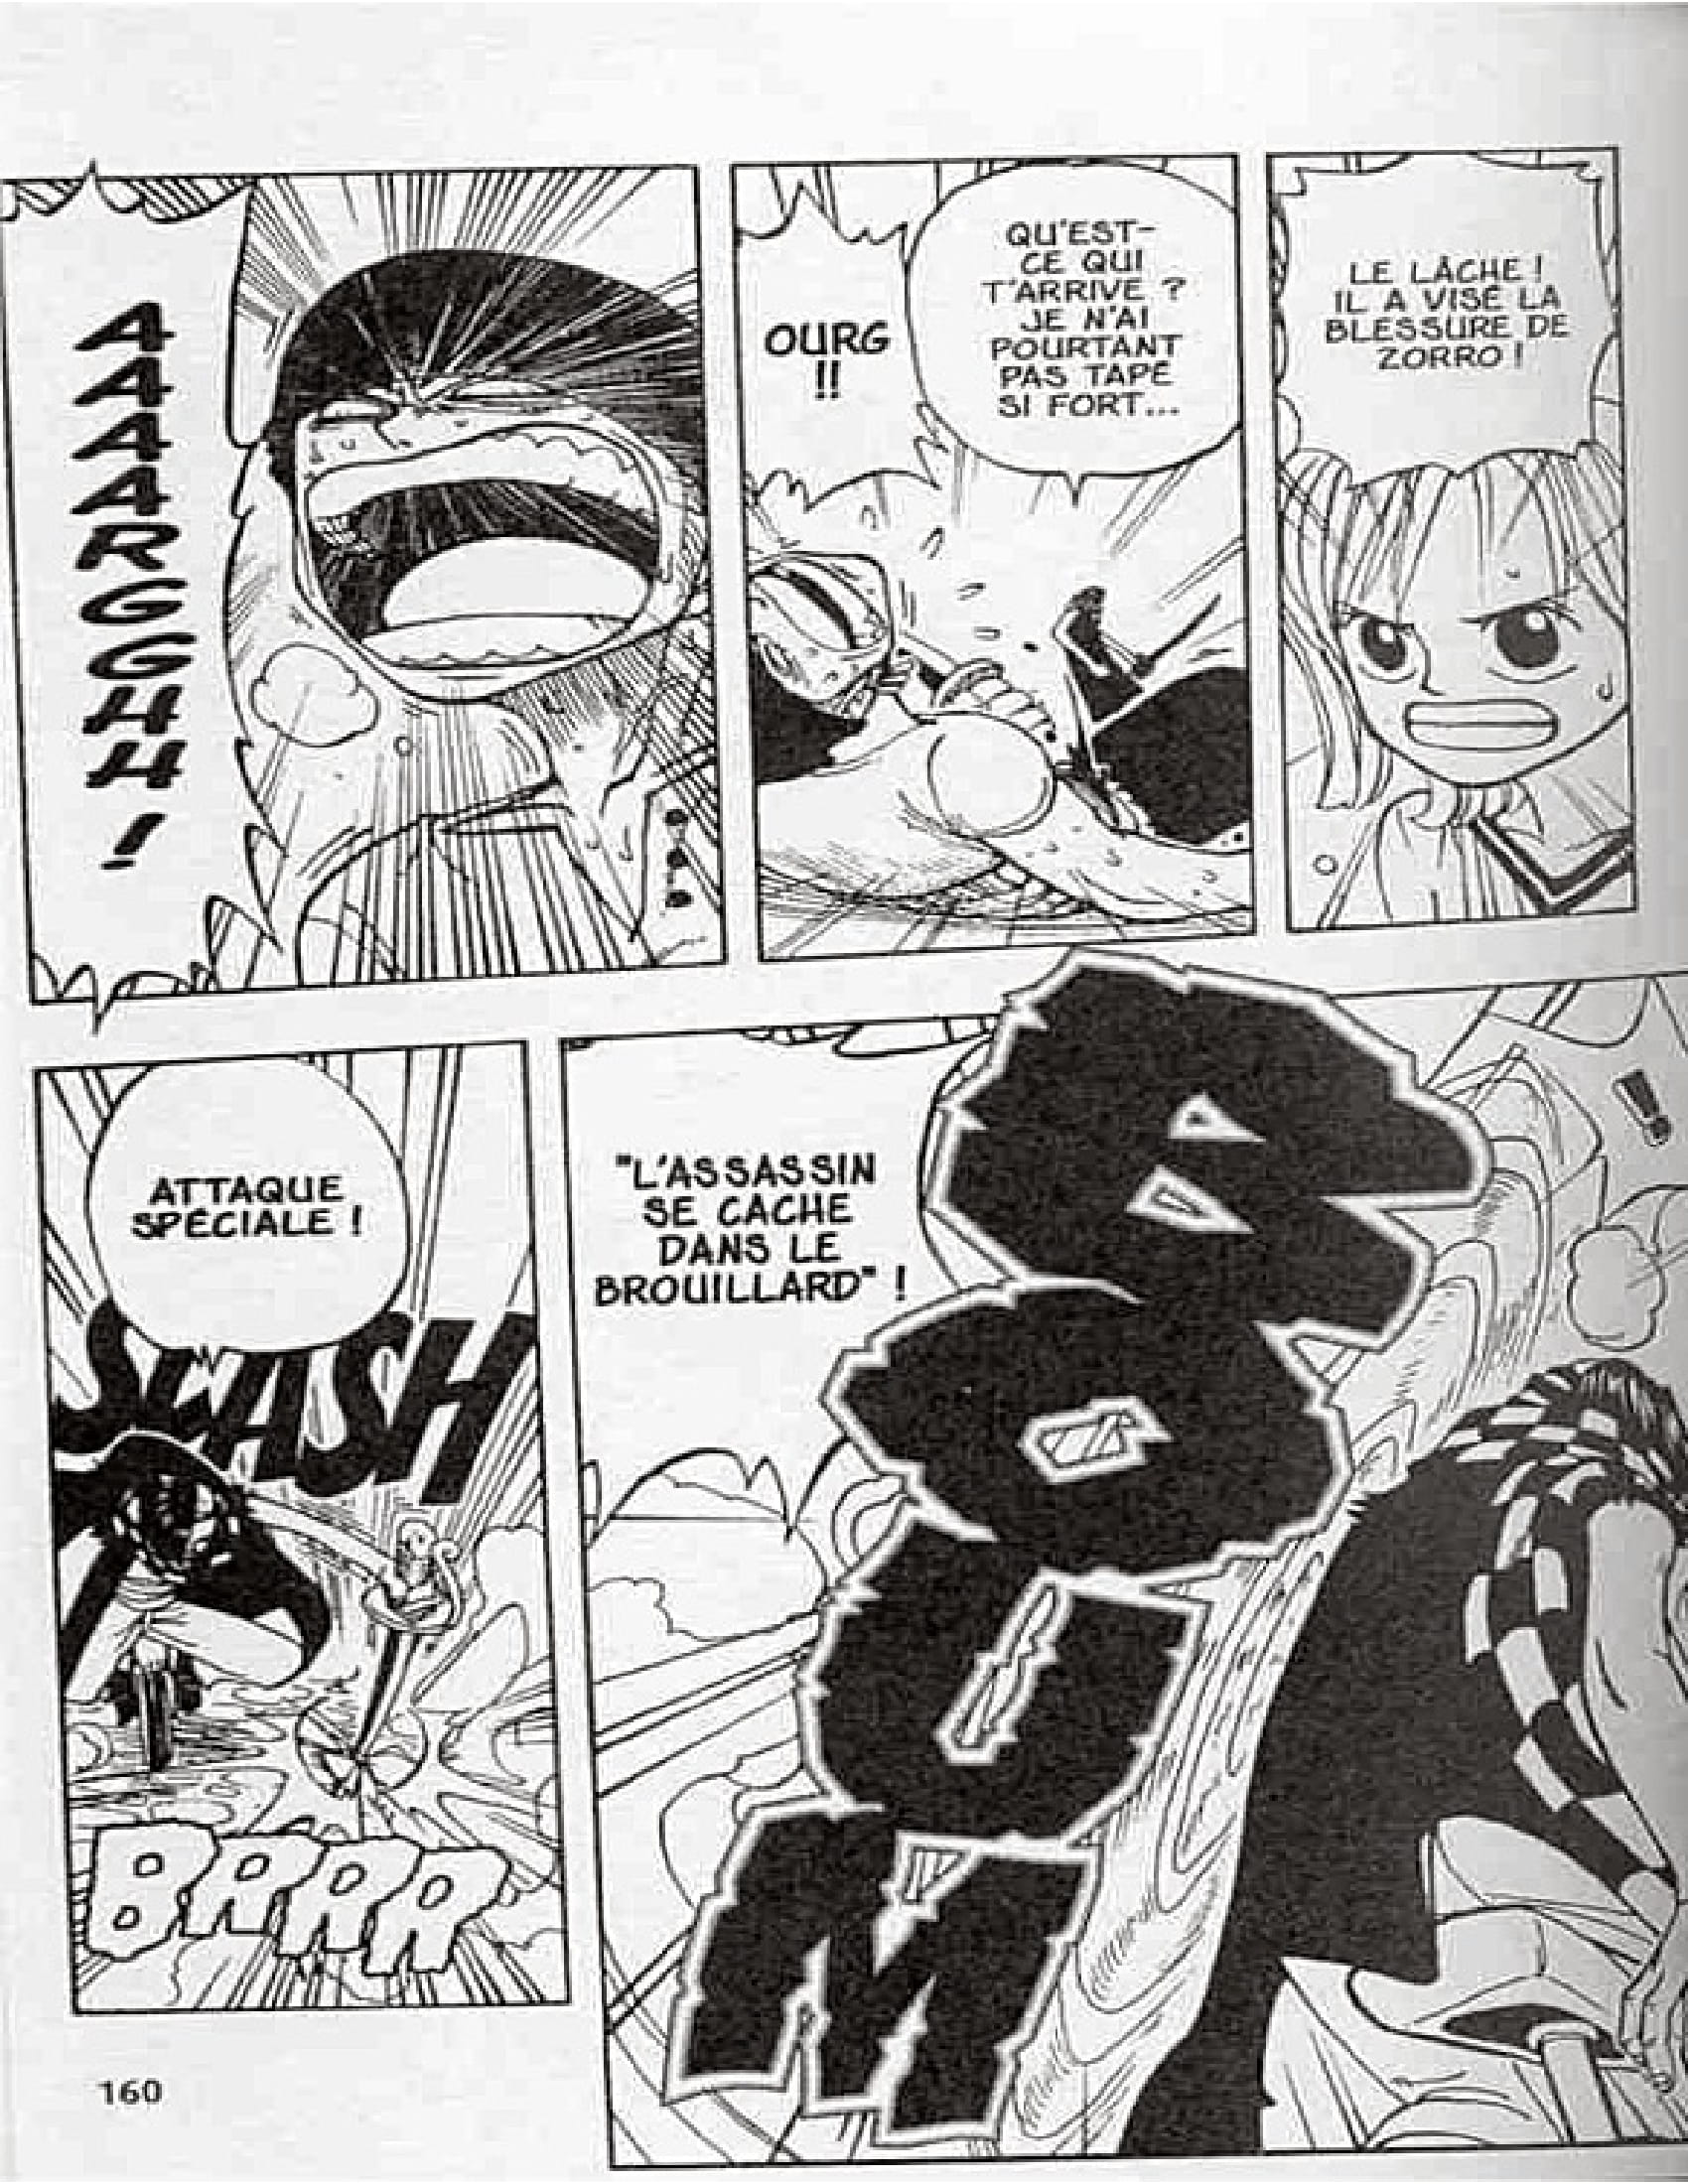 AAAARGGHH !
...
OURG
!!
QU'EST-
CE QUI
T'ARRIVE ?
JE N'AI
POURTANT
PAS TAPÉ
SI FORT...
LE LÂCHE !
IL A VISÉ LA
BLESSURE DE
ZORRO !
ATTAQUE
SPÉCIALE !
SLASH
BRRR
"L'ASSASSIN
SE CACHE
DANS LE
BROUILLARD" !
BOUM
!
160